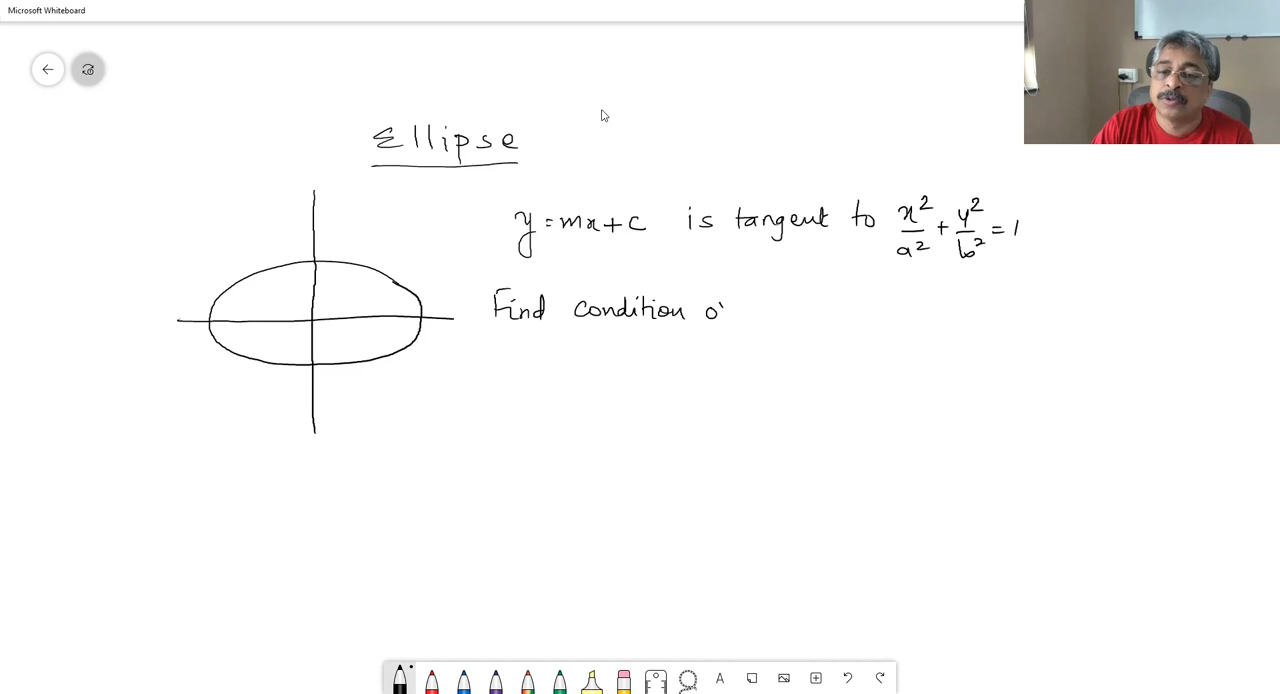 Microsoft Whiteboard
Ellipse
y = mx + c is tangent to x²/a² + y²/b² = 1
Find condition o